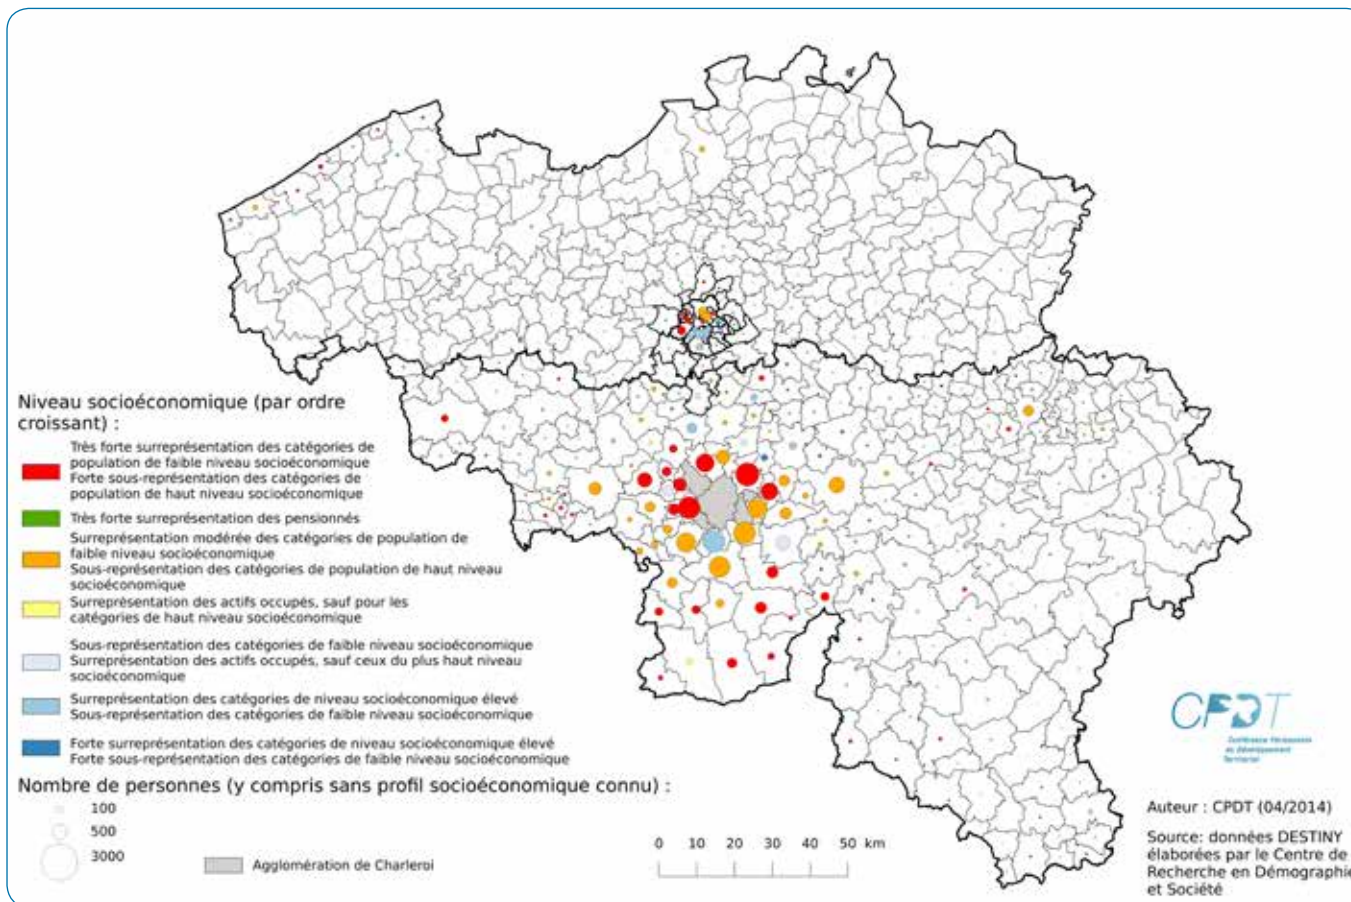 Niveau socioéconomique (par ordre
croissant) :
Très forte surreprésentation des catégories de
population de faible niveau socioéconomique
Forte sous-représentation des catégories de
population de haut niveau socioéconomique
Très forte surreprésentation des pensionnés
Surreprésentation modérée des catégories de population de
faible niveau socioéconomique
Sous-représentation des catégories de population de haut niveau
socioéconomique
Surreprésentation des actifs occupés, sauf pour les
catégories de haut niveau socioéconomique
Sous-représentation des catégories de faible niveau socioéconomique
Surreprésentation des actifs occupés, sauf ceux du plus haut niveau
socioéconomique
Surreprésentation des catégories de niveau socioéconomique élevé
Sous-représentation des catégories de faible niveau socioéconomique
Forte surreprésentation des catégories de niveau socioéconomique élevé
Forte sous-représentation des catégories de faible niveau socioéconomique
Nombre de personnes (y compris sans profil socioéconomique connu) :
100
500
3000
Agglomération de Charleroi
0 10 20 30 40 50 km
CPDT
Conférence Permanente
du Développement
Territorial
Auteur : CPDT (04/2014)
Source: données DESTINY
élaborées par le Centre de
Recherche en Démographie
et Société